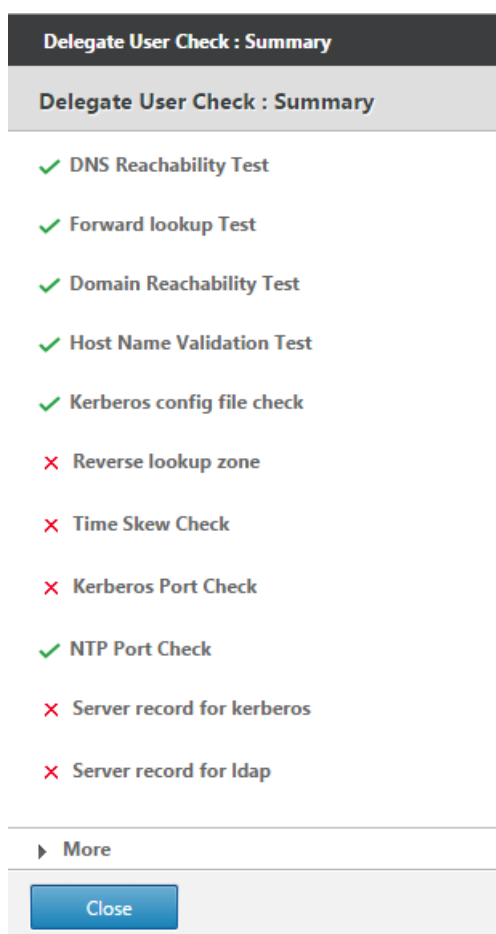 Delegate User Check : Summary
Delegate User Check : Summary
DNS Reachability Test
Forward lookup Test
Domain Reachability Test
Host Name Validation Test
Kerberos config file check
Reverse lookup zone
Time Skew Check
Kerberos Port Check
NTP Port Check
Server record for kerberos
Server record for ldap
More
Close